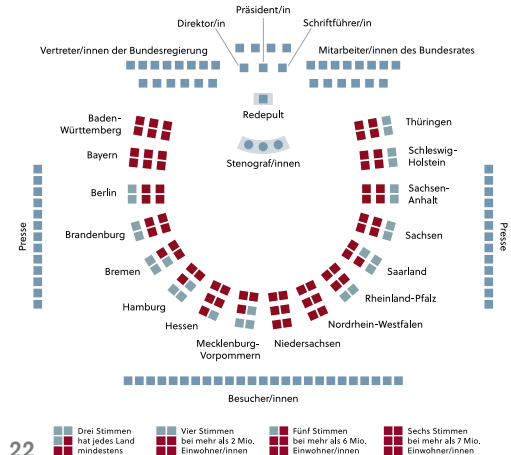 Präsident/in
Direktor/in
Schriftführer/in
Vertreter/innen der Bundesregierung
Mitarbeiter/innen des Bundesrates
Redepult
Stenograf/innen
Baden-
Württemberg
Bayern
Berlin
Brandenburg
Bremen
Hamburg
Hessen
Mecklenburg-
Vorpommern
Niedersachsen
Nordrhein-Westfalen
Rheinland-Pfalz
Saarland
Sachsen
Sachsen-
Anhalt
Schleswig-
Holstein
Thüringen
Presse
Presse
Besucher/innen
Drei Stimmen
hat jedes Land
mindestens
Vier Stimmen
bei mehr als 2 Mio.
Einwohner/innen
Fünf Stimmen
bei mehr als 6 Mio.
Einwohner/innen
Sechs Stimmen
bei mehr als 7 Mio.
Einwohner/innen
22